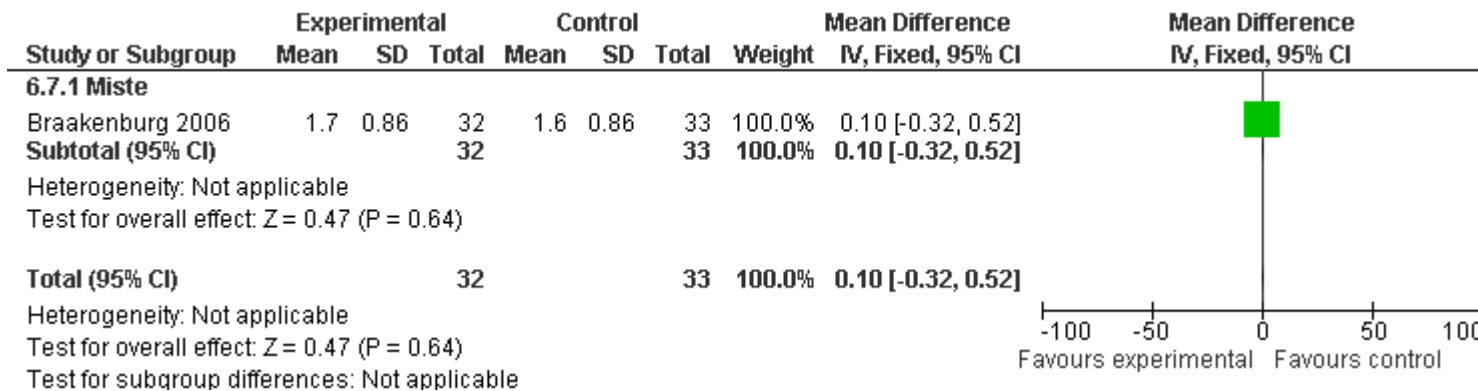 Experimental Control Mean Difference Mean Difference
Study or Subgroup Mean SD Total Mean SD Total Weight IV, Fixed, 95% CI IV, Fixed, 95% CI
6.7.1 Miste
Braakenburg 2006 1.7 0.86 32 1.6 0.86 33 100.0% 0.10 [-0.32, 0.52]
Subtotal (95% CI) 32 33 100.0% 0.10 [-0.32, 0.52]
Heterogeneity: Not applicable
Test for overall effect: Z = 0.47 (P = 0.64)
Total (95% CI) 32 33 100.0% 0.10 [-0.32, 0.52]
Heterogeneity: Not applicable
Test for overall effect: Z = 0.47 (P = 0.64)
Test for subgroup differences: Not applicable
-100 -50 0 50 100
Favours experimental Favours control